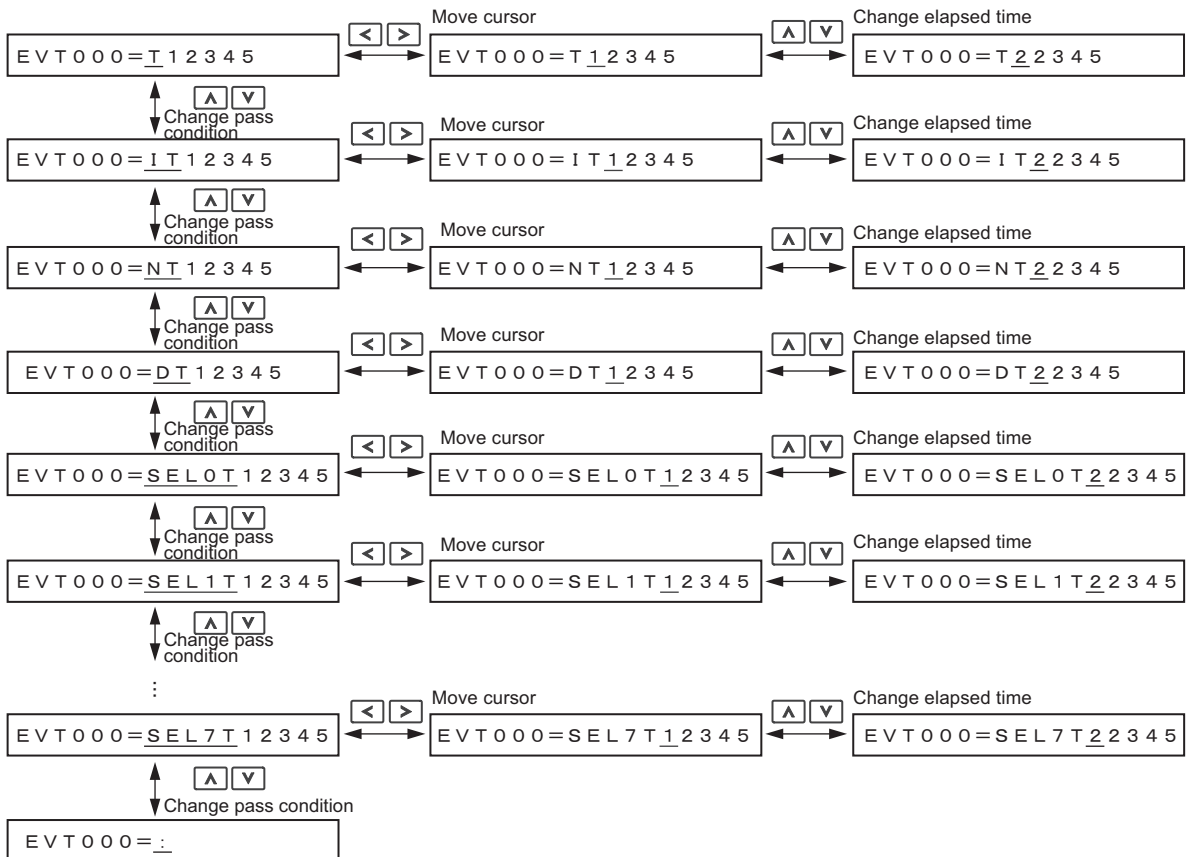 Move cursor
Change elapsed time
< > ∧ ∨
EVT000=T12345 EVT000=T12345 EVT000=T22345
∧ ∨
Change pass
condition
Move cursor
Change elapsed time
< > ∧ ∨
EVT000=IT12345 EVT000=IT12345 EVT000=IT22345
∧ ∨
Change pass
condition
Move cursor
Change elapsed time
< > ∧ ∨
EVT000=NT12345 EVT000=NT12345 EVT000=NT22345
∧ ∨
Change pass
condition
Move cursor
Change elapsed time
< > ∧ ∨
EVT000=DT12345 EVT000=DT12345 EVT000=DT22345
∧ ∨
Change pass
condition
Move cursor
Change elapsed time
< > ∧ ∨
EVT000=SEL0T12345 EVT000=SEL0T12345 EVT000=SEL0T22345
∧ ∨
Change pass
condition
Move cursor
Change elapsed time
< > ∧ ∨
EVT000=SEL1T12345 EVT000=SEL1T12345 EVT000=SEL1T22345
∧ ∨
Change pass
condition
⋮
Move cursor
Change elapsed time
< > ∧ ∨
EVT000=SEL7T12345 EVT000=SEL7T12345 EVT000=SEL7T22345
∧ ∨
Change pass condition
EVT000=: